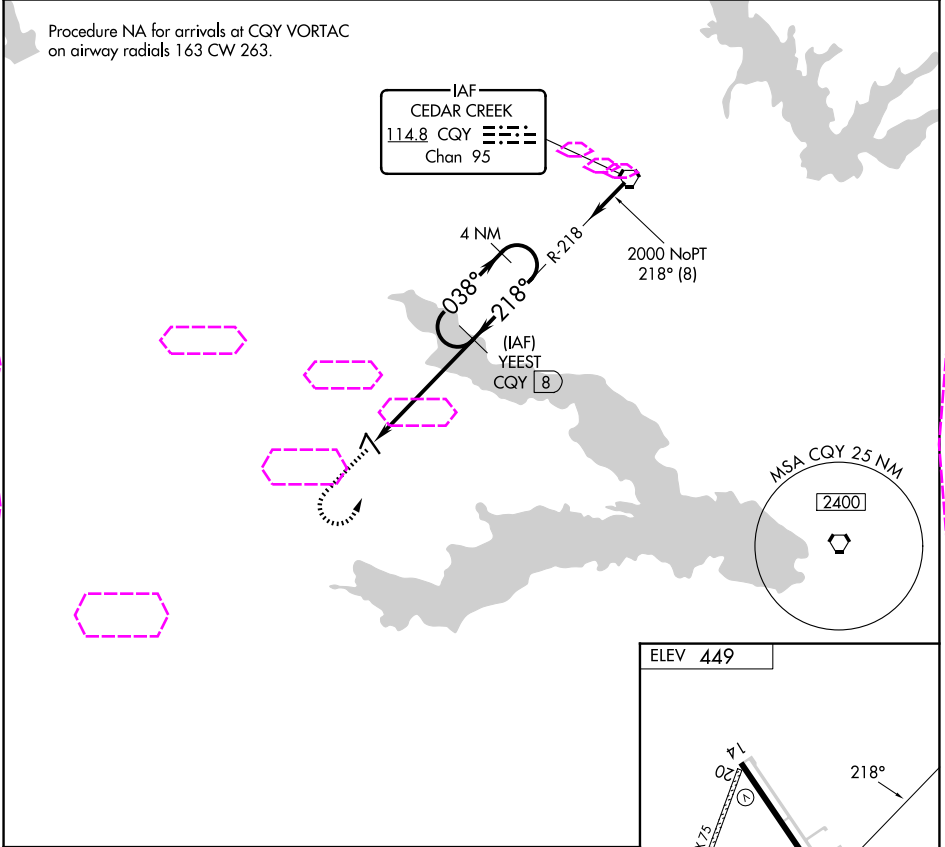 Procedure NA for arrivals at CQY VORTAC
on airway radials 163 CW 263.
IAF
CEDAR CREEK
114.8 CQY
Chan 95
4 NM
R-218
2000 NoPT
218° (8)
038°
218°
(IAF)
YEEST
CQY 8
MSA CQY 25 NM
2400
ELEV 449
14
20
V
218°
X 75